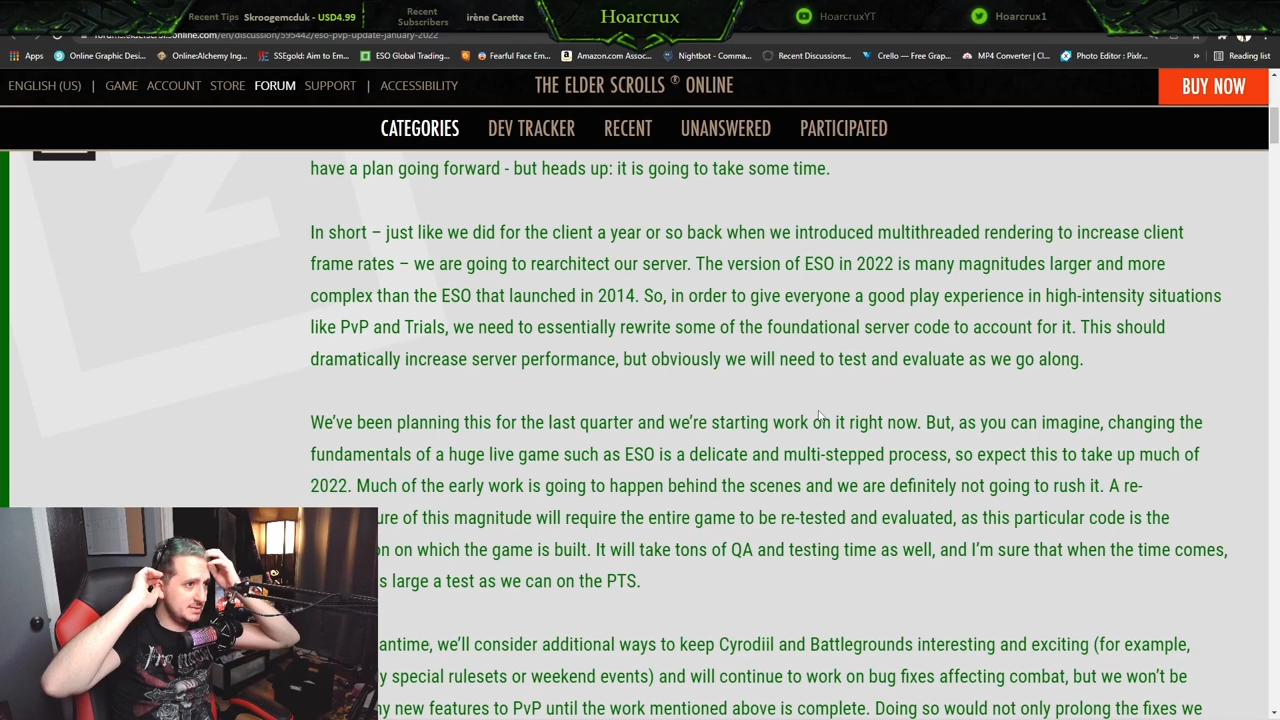 Recent Tips Skroogemcduk - USD4.99
Recent Subscribers irène Carette
Hoarcrux
HoarcruxYT
Hoarcrux1
online.com/en/discussion/595442/eso-pvp-update-january-2022
Apps
Online Graphic Desi...
OnlineAlchemy Ing...
SSEgold: Aim to Em...
ESO Global Trading...
Fearful Face Em...
Amazon.com Assoc...
Nightbot - Comma...
Recent Discussions...
Crello — Free Grap...
MP4 Converter | Cl...
Photo Editor : Pixlr...
»
Reading list
ENGLISH (US) | GAME ACCOUNT STORE FORUM SUPPORT | ACCESSIBILITY
THE ELDER SCROLLS ® ONLINE
BUY NOW
CATEGORIES DEV TRACKER RECENT UNANSWERED PARTICIPATED
have a plan going forward - but heads up: it is going to take some time.
In short – just like we did for the client a year or so back when we introduced multithreaded rendering to increase client
frame rates – we are going to rearchitect our server. The version of ESO in 2022 is many magnitudes larger and more
complex than the ESO that launched in 2014. So, in order to give everyone a good play experience in high-intensity situations
like PvP and Trials, we need to essentially rewrite some of the foundational server code to account for it. This should
dramatically increase server performance, but obviously we will need to test and evaluate as we go along.
We've been planning this for the last quarter and we're starting work on it right now. But, as you can imagine, changing the
fundamentals of a huge live game such as ESO is a delicate and multi-stepped process, so expect this to take up much of
2022. Much of the early work is going to happen behind the scenes and we are definitely not going to rush it. A re-
ure of this magnitude will require the entire game to be re-tested and evaluated, as this particular code is the
on on which the game is built. It will take tons of QA and testing time as well, and I'm sure that when the time comes,
s large a test as we can on the PTS.
antime, we'll consider additional ways to keep Cyrodiil and Battlegrounds interesting and exciting (for example,
y special rulesets or weekend events) and will continue to work on bug fixes affecting combat, but we won't be
ny new features to PvP until the work mentioned above is complete. Doing so would not only prolong the fixes we